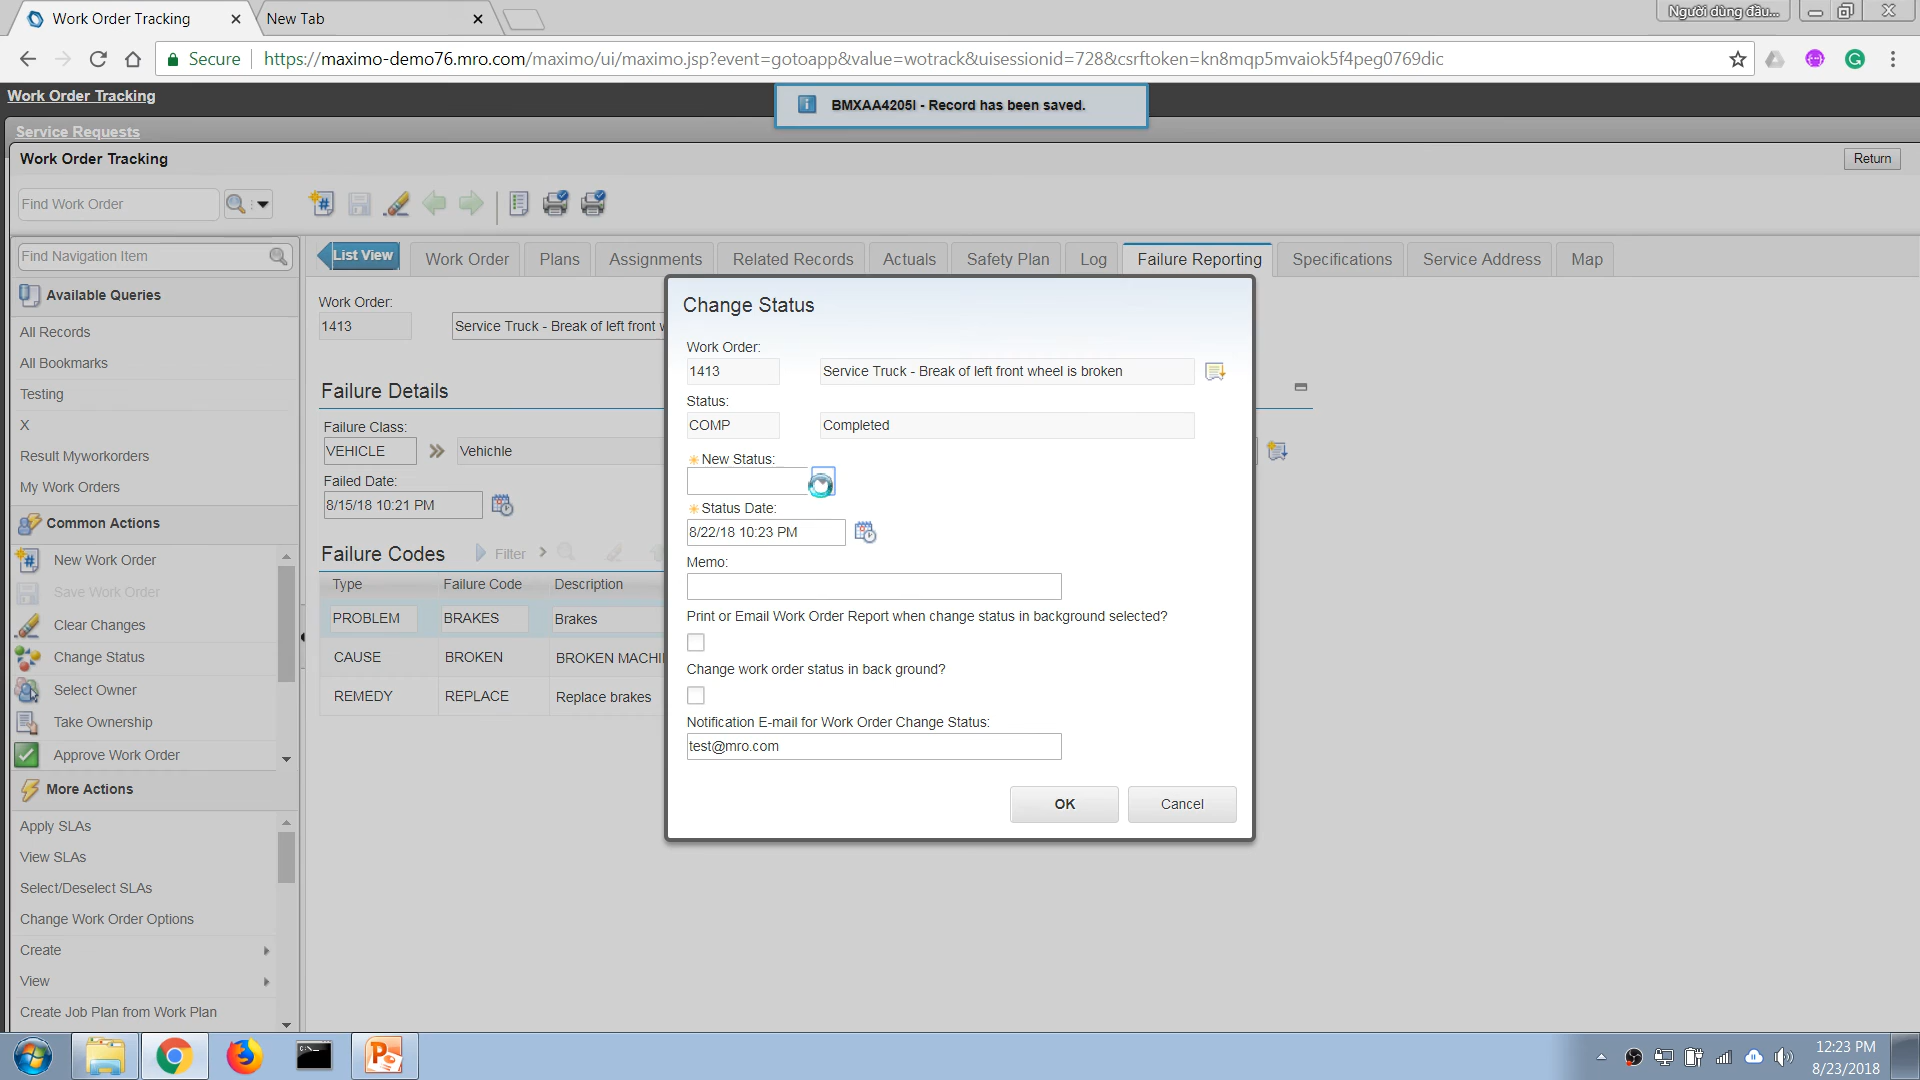 Work Order Tracking
New Tab
Người dùng đầu...
Secure
https://maximo-demo76.mro.com/maximo/ui/maximo.jsp?event=gotoapp&value=wotrack&uisessionid=728&csrftoken=kn8mqp5mvaiok5f4peg0769dic
Work Order Tracking
BMXAA4205I - Record has been saved.
Service Requests
Work Order Tracking
Return
Find Work Order
Find Navigation Item
List View
Work Order
Plans
Assignments
Related Records
Actuals
Safety Plan
Log
Failure Reporting
Specifications
Service Address
Map
Available Queries
All Records
All Bookmarks
Testing
X
Result Myworkorders
My Work Orders
Common Actions
New Work Order
Save Work Order
Clear Changes
Change Status
Select Owner
Take Ownership
Approve Work Order
More Actions
Apply SLAs
View SLAs
Select/Deselect SLAs
Change Work Order Options
Create
View
Create Job Plan from Work Plan
Work Order:
1413
Service Truck - Break of left front w
Failure Details
Failure Class:
VEHICLE
Vehichle
Failed Date:
8/15/18 10:21 PM
Failure Codes
Filter
Type
Failure Code
Description
PROBLEM
BRAKES
Brakes
CAUSE
BROKEN
BROKEN MACHI
REMEDY
REPLACE
Replace brakes
Change Status
Work Order:
1413
Service Truck - Break of left front wheel is broken
Status:
COMP
Completed
New Status:
Status Date:
8/22/18 10:23 PM
Memo:
Print or Email Work Order Report when change status in background selected?
Change work order status in back ground?
Notification E-mail for Work Order Change Status:
test@mro.com
OK
Cancel
12:23 PM
8/23/2018